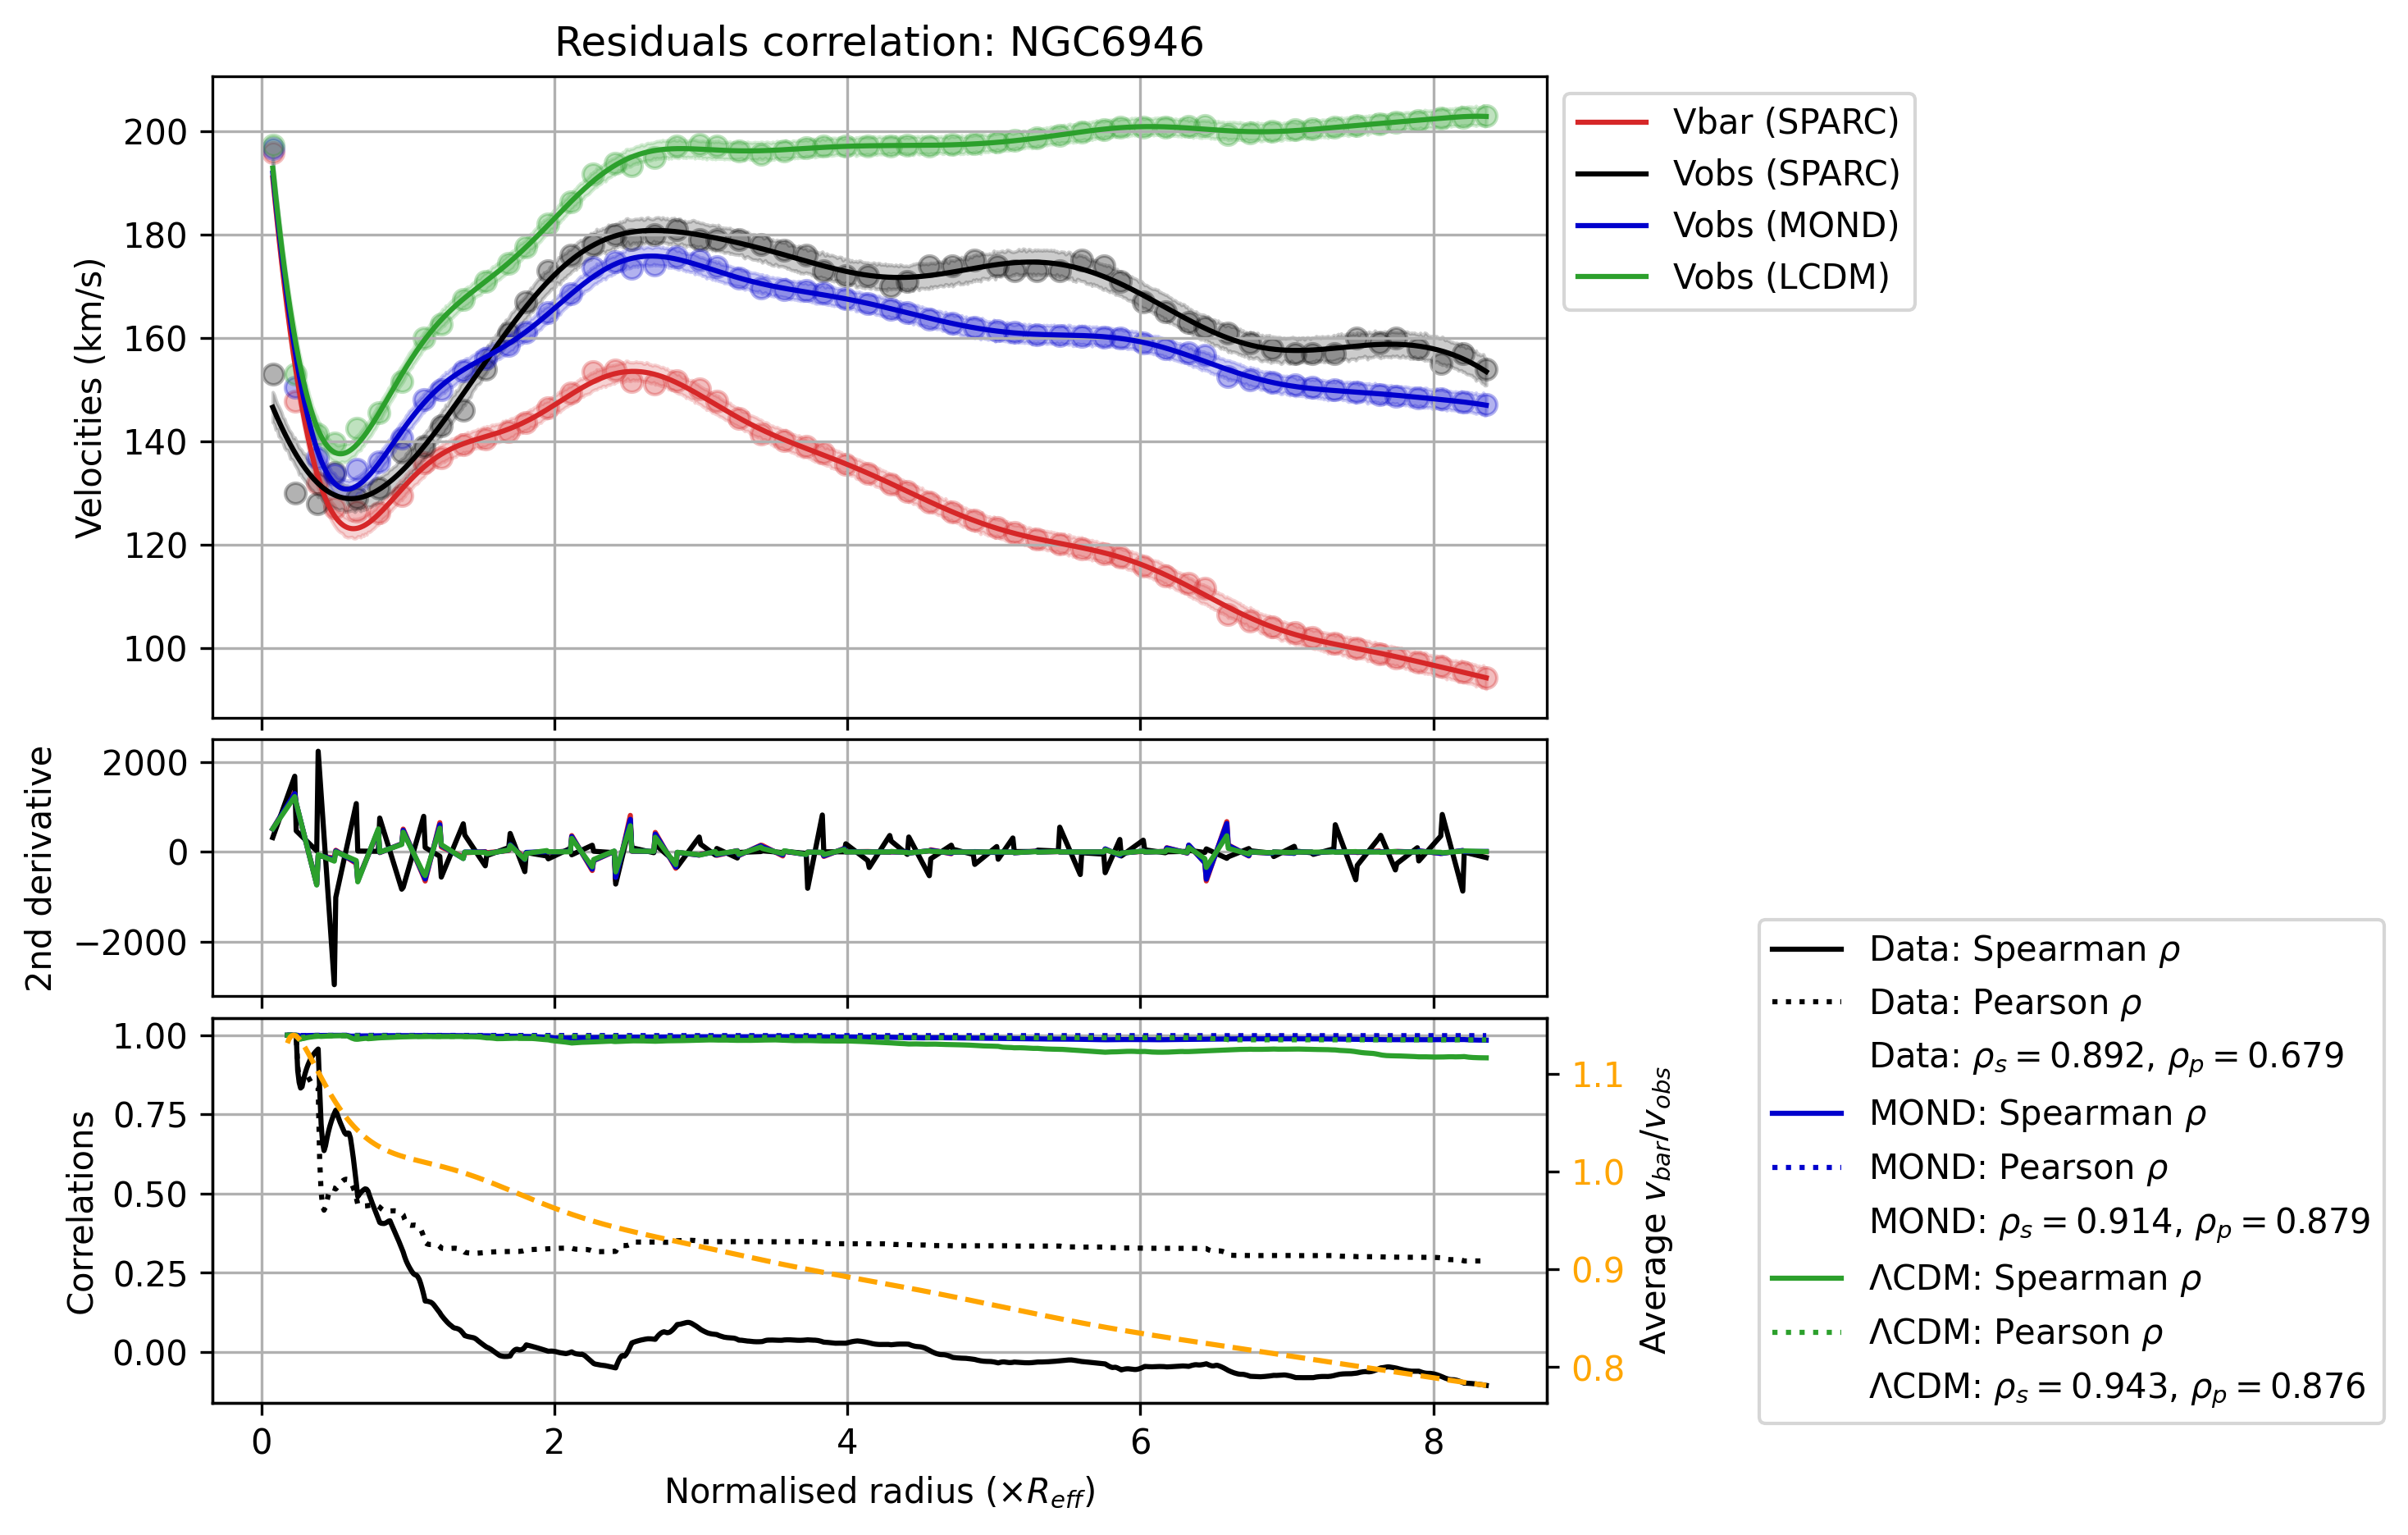 Residuals correlation: NGC6946
Velocities (km/s)
200
180
160
140
120
100
Vbar (SPARC)
Vobs (SPARC)
Vobs (MOND)
Vobs (LCDM)
2nd derivative
2000
0
−2000
Correlations
1.00
0.75
0.50
0.25
0.00
1.1
1.0
0.9
0.8
Average v_bar/v_obs
0 2 4 6 8
Normalised radius (×R_eff)
Data: Spearman ρ
Data: Pearson ρ
Data: ρ_s = 0.892, ρ_p = 0.679
MOND: Spearman ρ
MOND: Pearson ρ
MOND: ρ_s = 0.914, ρ_p = 0.879
ΛCDM: Spearman ρ
ΛCDM: Pearson ρ
ΛCDM: ρ_s = 0.943, ρ_p = 0.876